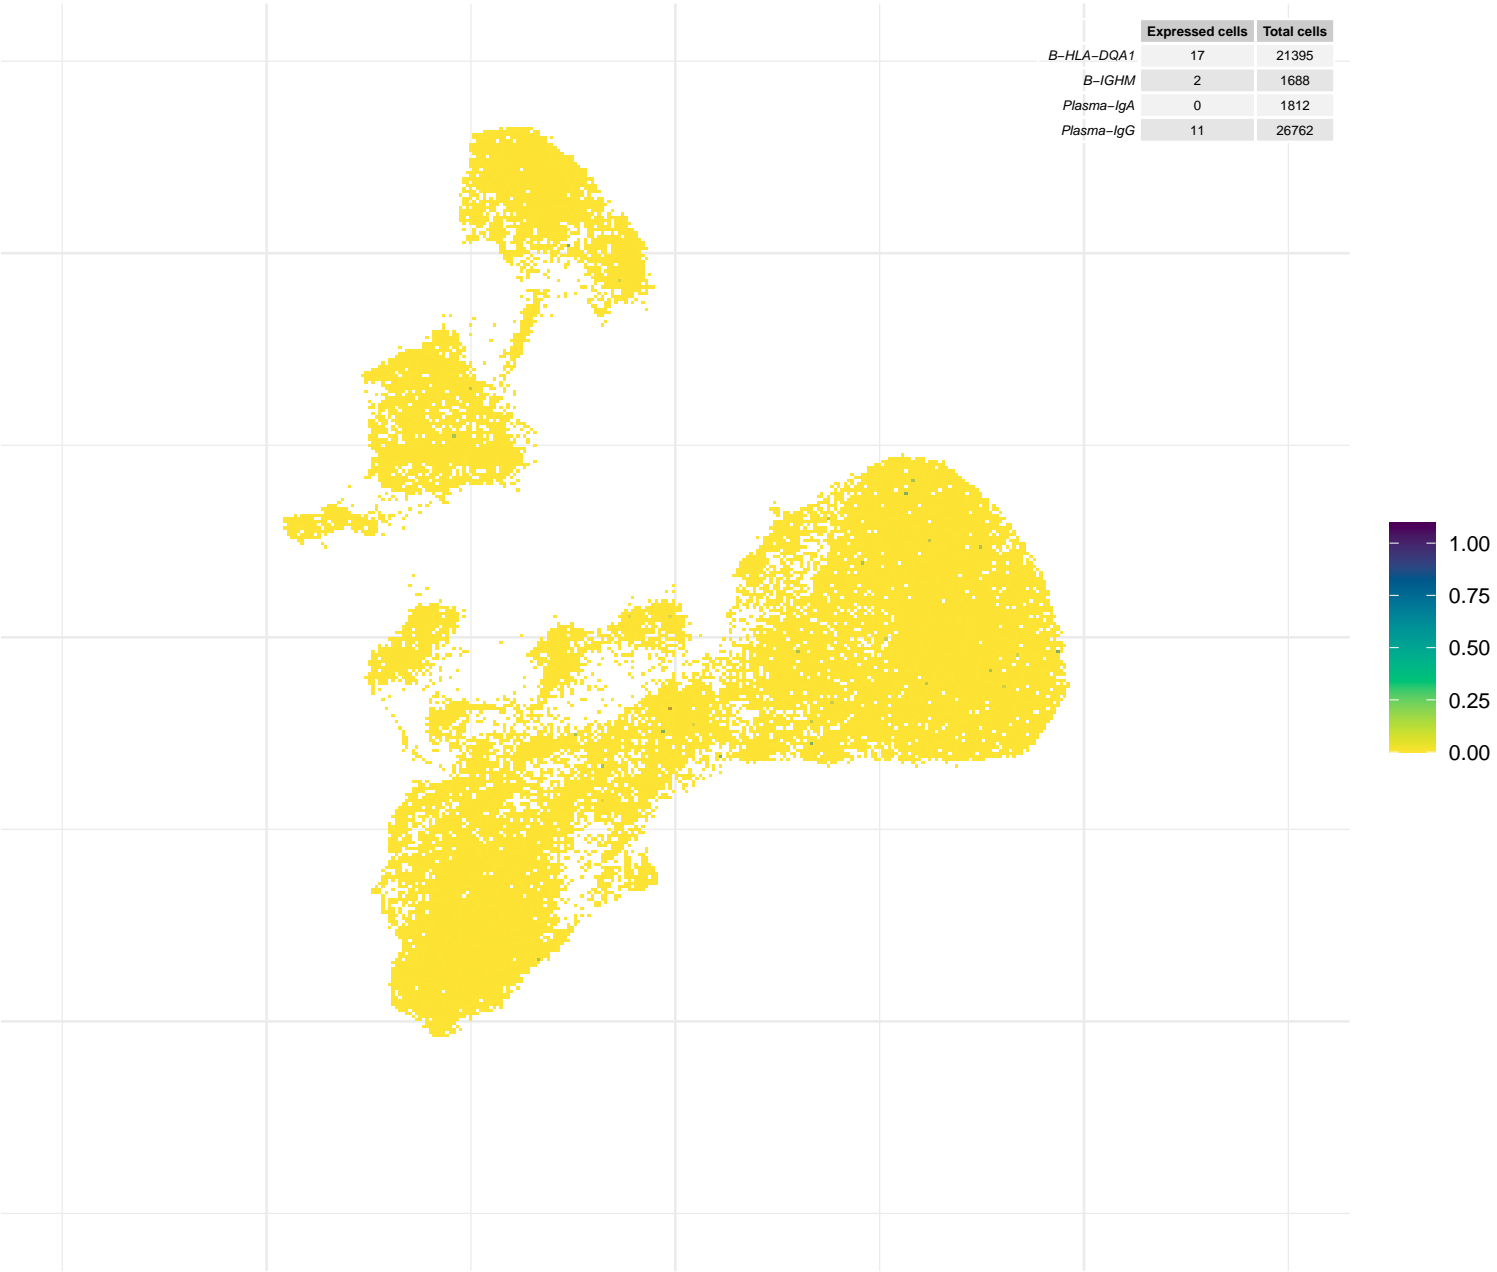 Expressed cells Total cells
B−HLA−DQA1 17 21395
B−IGHM 2 1688
Plasma−IgA 0 1812
Plasma−IgG 11 26762
1.00
0.75
0.50
0.25
0.00